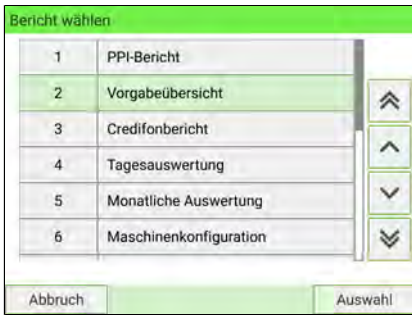 Bericht wählen
1 PPI-Bericht
2 Vorgabeübersicht
3 Credifonbericht
4 Tagesauswertung
5 Monatliche Auswertung
6 Maschinenkonfiguration
Abbruch Auswahl